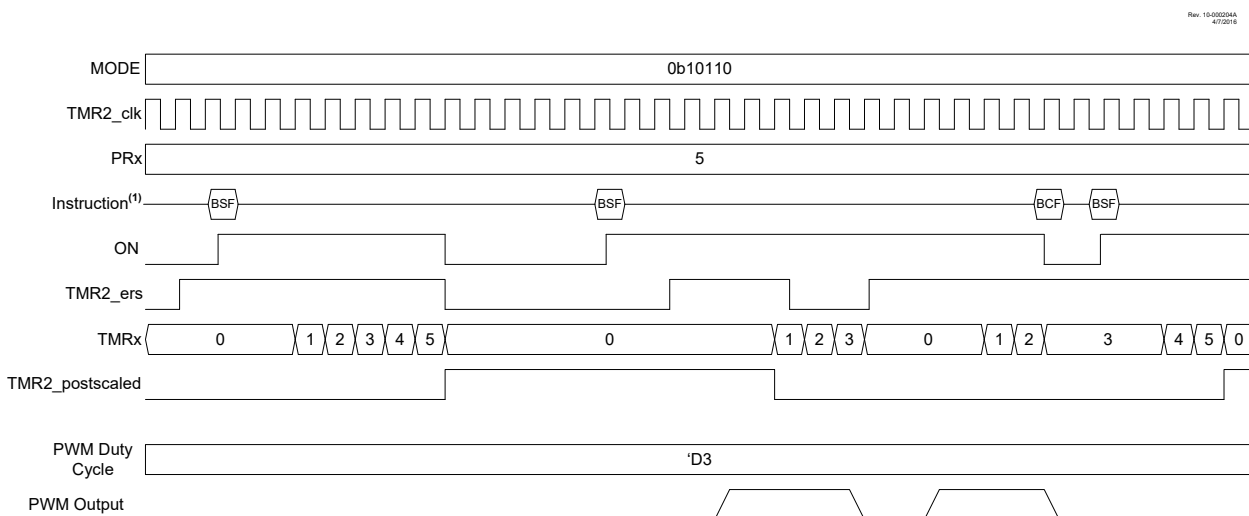 Rev. 10-000204A
4/7/2016
MODE 0b10110
TMR2_clk
PRx 5
Instruction(1) BSF BSF BCF BSF
ON
TMR2_ers
TMRx 0 1 2 3 4 5 0 1 2 3 0 1 2 3 4 5 0
TMR2_postscaled
PWM Duty
Cycle
‘D3
PWM Output